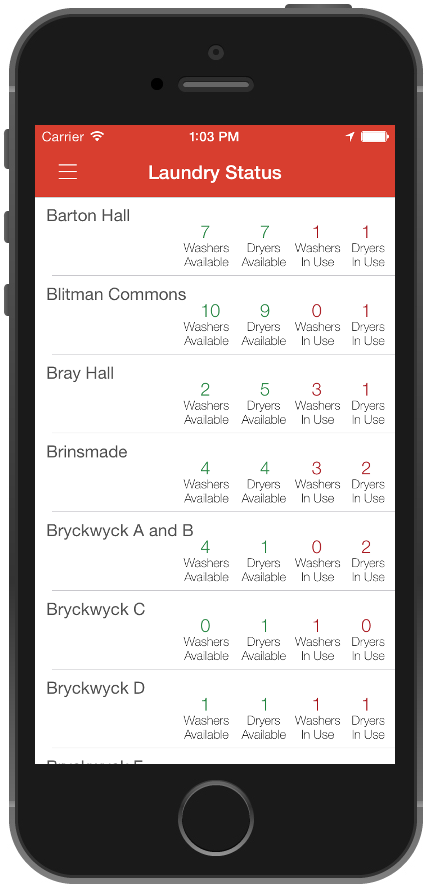 Carrier 1:03 PM
Laundry Status
Barton Hall
7 7 1 1
Washers Dryers Washers Dryers
Available Available In Use In Use
Blitman Commons
10 9 0 1
Washers Dryers Washers Dryers
Available Available In Use In Use
Bray Hall
2 5 3 1
Washers Dryers Washers Dryers
Available Available In Use In Use
Brinsmade
4 4 3 2
Washers Dryers Washers Dryers
Available Available In Use In Use
Bryckwyck A and B
4 1 0 2
Washers Dryers Washers Dryers
Available Available In Use In Use
Bryckwyck C
0 1 1 0
Washers Dryers Washers Dryers
Available Available In Use In Use
Bryckwyck D
1 1 1 1
Washers Dryers Washers Dryers
Available Available In Use In Use